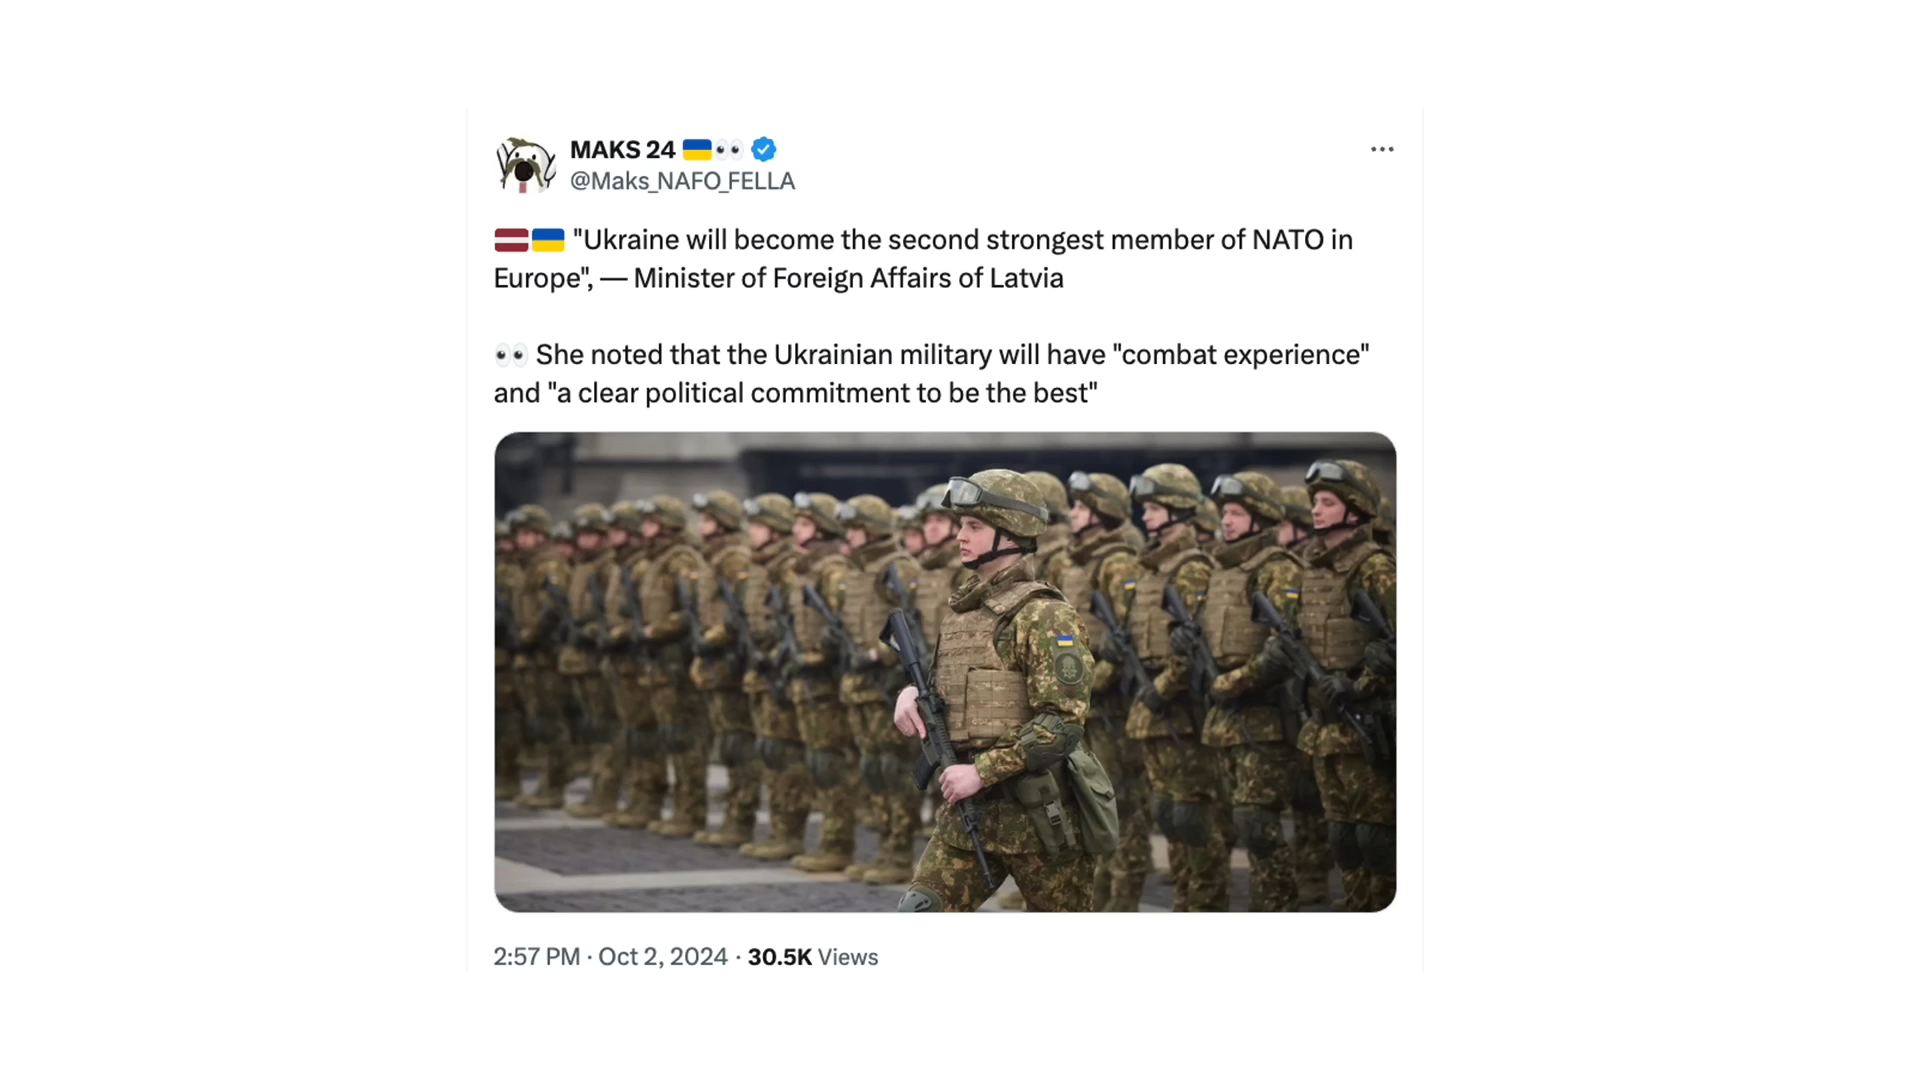 MAKS 24 🇺🇦👀
@Maks_NAFO_FELLA
🇱🇻🇺🇦 "Ukraine will become the second strongest member of NATO in
Europe", — Minister of Foreign Affairs of Latvia
👀 She noted that the Ukrainian military will have "combat experience"
and "a clear political commitment to be the best"
2:57 PM · Oct 2, 2024 · 30.5K Views